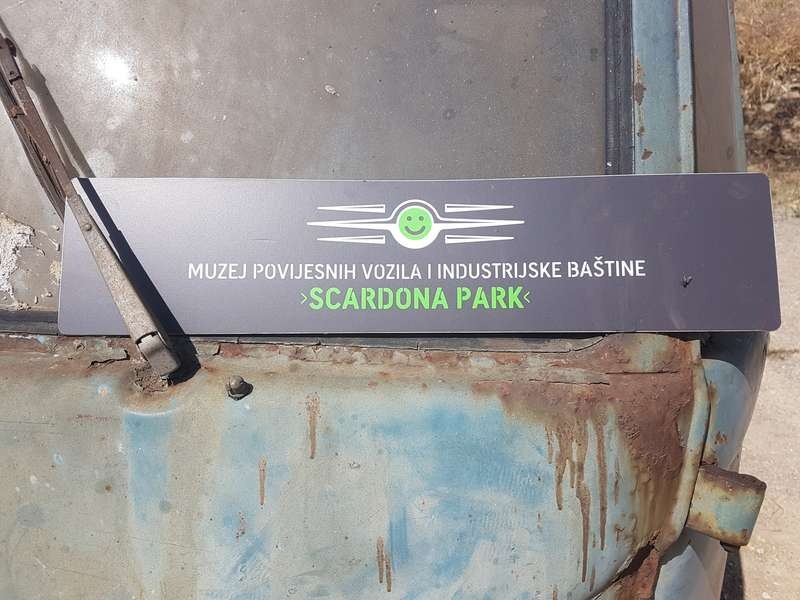 MUZEJ POVIJESNIH VOZILA I INDUSTRIJSKE BAŠTINE
›SCARDONA PARK‹